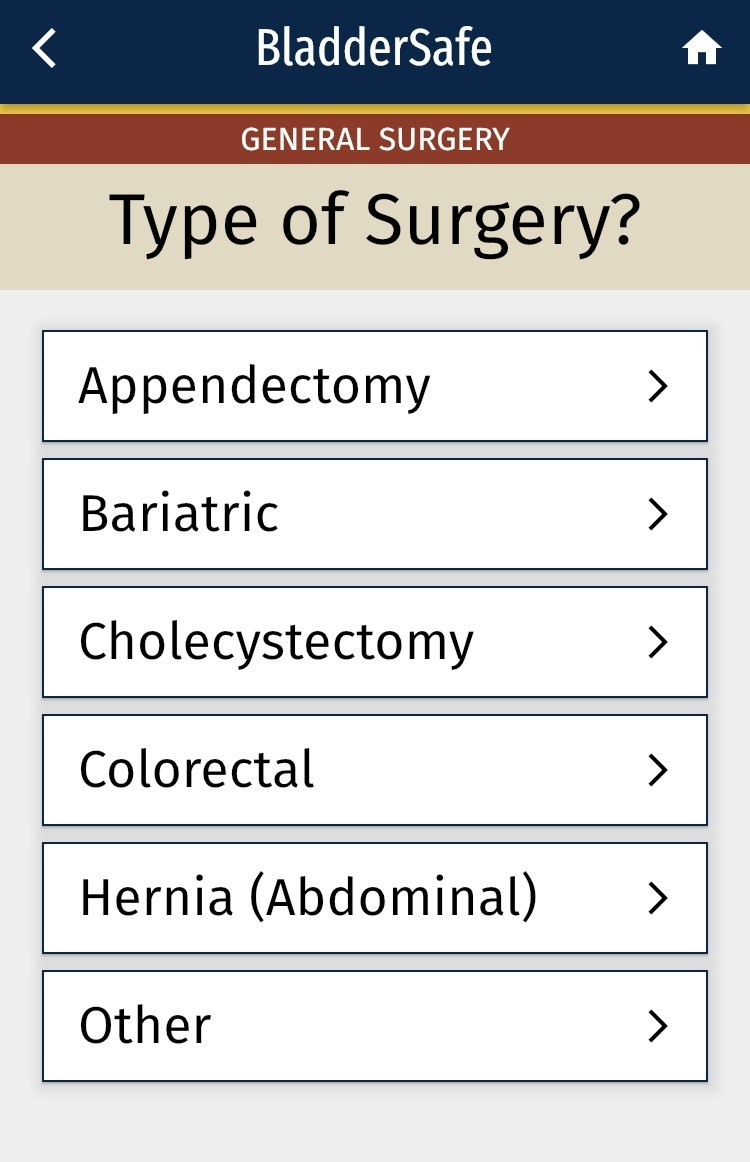 BladderSafe
GENERAL SURGERY
Type of Surgery?
Appendectomy
Bariatric
Cholecystectomy
Colorectal
Hernia (Abdominal)
Other